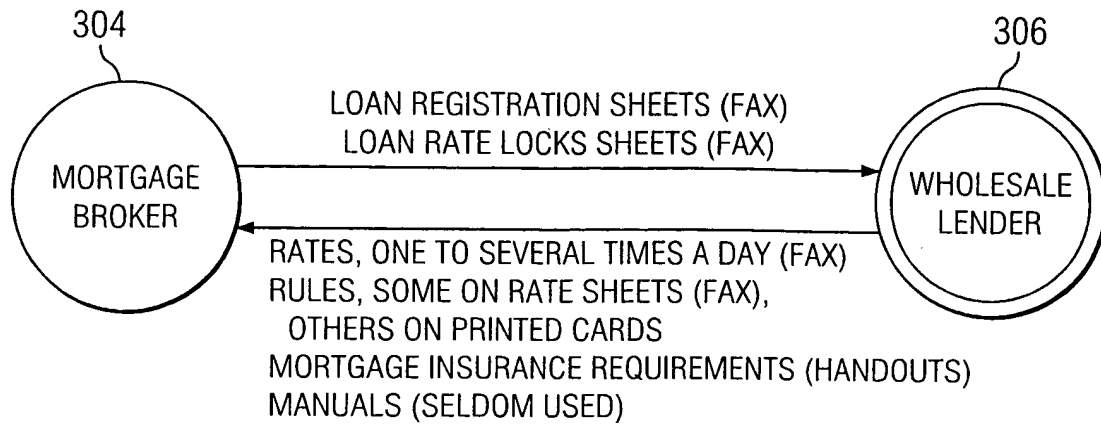 304
306
LOAN REGISTRATION SHEETS (FAX)
LOAN RATE LOCKS SHEETS (FAX)
MORTGAGE
BROKER
WHOLESALE
LENDER
RATES, ONE TO SEVERAL TIMES A DAY (FAX)
RULES, SOME ON RATE SHEETS (FAX),
OTHERS ON PRINTED CARDS
MORTGAGE INSURANCE REQUIREMENTS (HANDOUTS)
MANUALS (SELDOM USED)